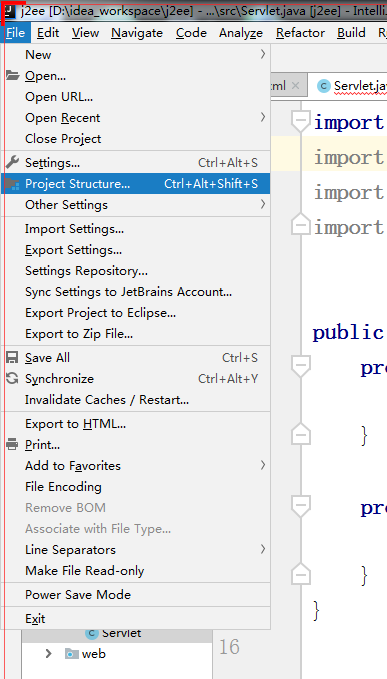 j2ee [D:\idea_workspace\j2ee] - ...\src\Servlet.java [j2ee] - Intelli
File Edit View Navigate Code Analyze Refactor Build R
New
Open...
Open URL...
Open Recent
Close Project
Settings... Ctrl+Alt+S
Project Structure... Ctrl+Alt+Shift+S
Other Settings
Import Settings...
Export Settings...
Settings Repository...
Sync Settings to JetBrains Account...
Export Project to Eclipse...
Export to Zip File...
Save All Ctrl+S
Synchronize Ctrl+Alt+Y
Invalidate Caches / Restart...
Export to HTML...
Print...
Add to Favorites
File Encoding
Remove BOM
Associate with File Type...
Line Separators
Make File Read-only
Power Save Mode
Exit
Servlet
web
ml
Servlet.ja
import
import
import
import
public
pr
}
pr
}
}
16